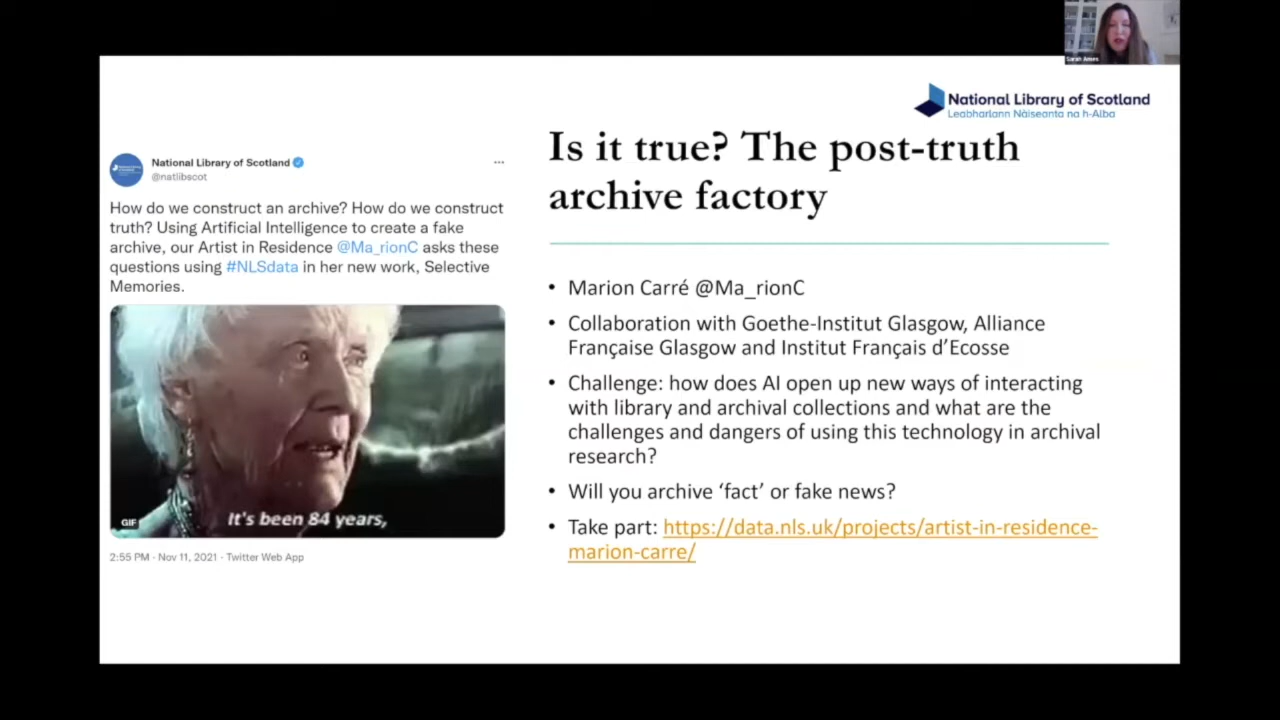 Sarah Ames
National Library of Scotland
Leabharlann Nàiseanta na h-Alba
Is it true? The post-truth
archive factory
National Library of Scotland
@natlibscot
How do we construct an archive? How do we construct
truth? Using Artificial Intelligence to create a fake
archive, our Artist in Residence @Ma_rionC asks these
questions using #NLSdata in her new work, Selective
Memories.
It's been 84 years,
GIF
2:55 PM · Nov 11, 2021 · Twitter Web App
• Marion Carré @Ma_rionC
• Collaboration with Goethe-Institut Glasgow, Alliance
Française Glasgow and Institut Français d'Ecosse
• Challenge: how does AI open up new ways of interacting
with library and archival collections and what are the
challenges and dangers of using this technology in archival
research?
• Will you archive 'fact' or fake news?
• Take part: https://data.nls.uk/projects/artist-in-residence-
marion-carre/